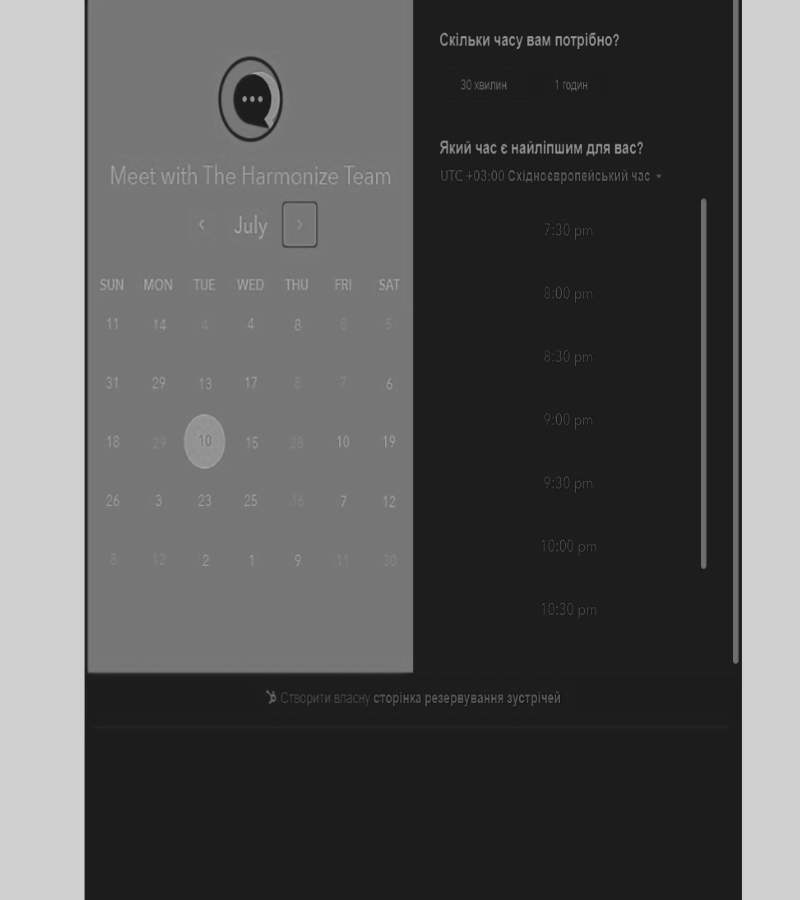 Meet with The Harmonize Team
July
SUN MON TUE WED THU FRI SAT
11 14 4 4 8 8 5
31 29 13 17 8 7 6
18 29 10 15 28 10 19
26 3 23 25 16 7 12
8 12 2 1 9 11 30
Скільки часу вам потрібно?
30 хвилин 1 годин
Який час є найліпшим для вас?
UTC +03:00 Східноєвропейський час
7:30 pm
8:00 pm
8:30 pm
9:00 pm
9:30 pm
10:00 pm
10:30 pm
Створити власну сторінка резервування зустрічей